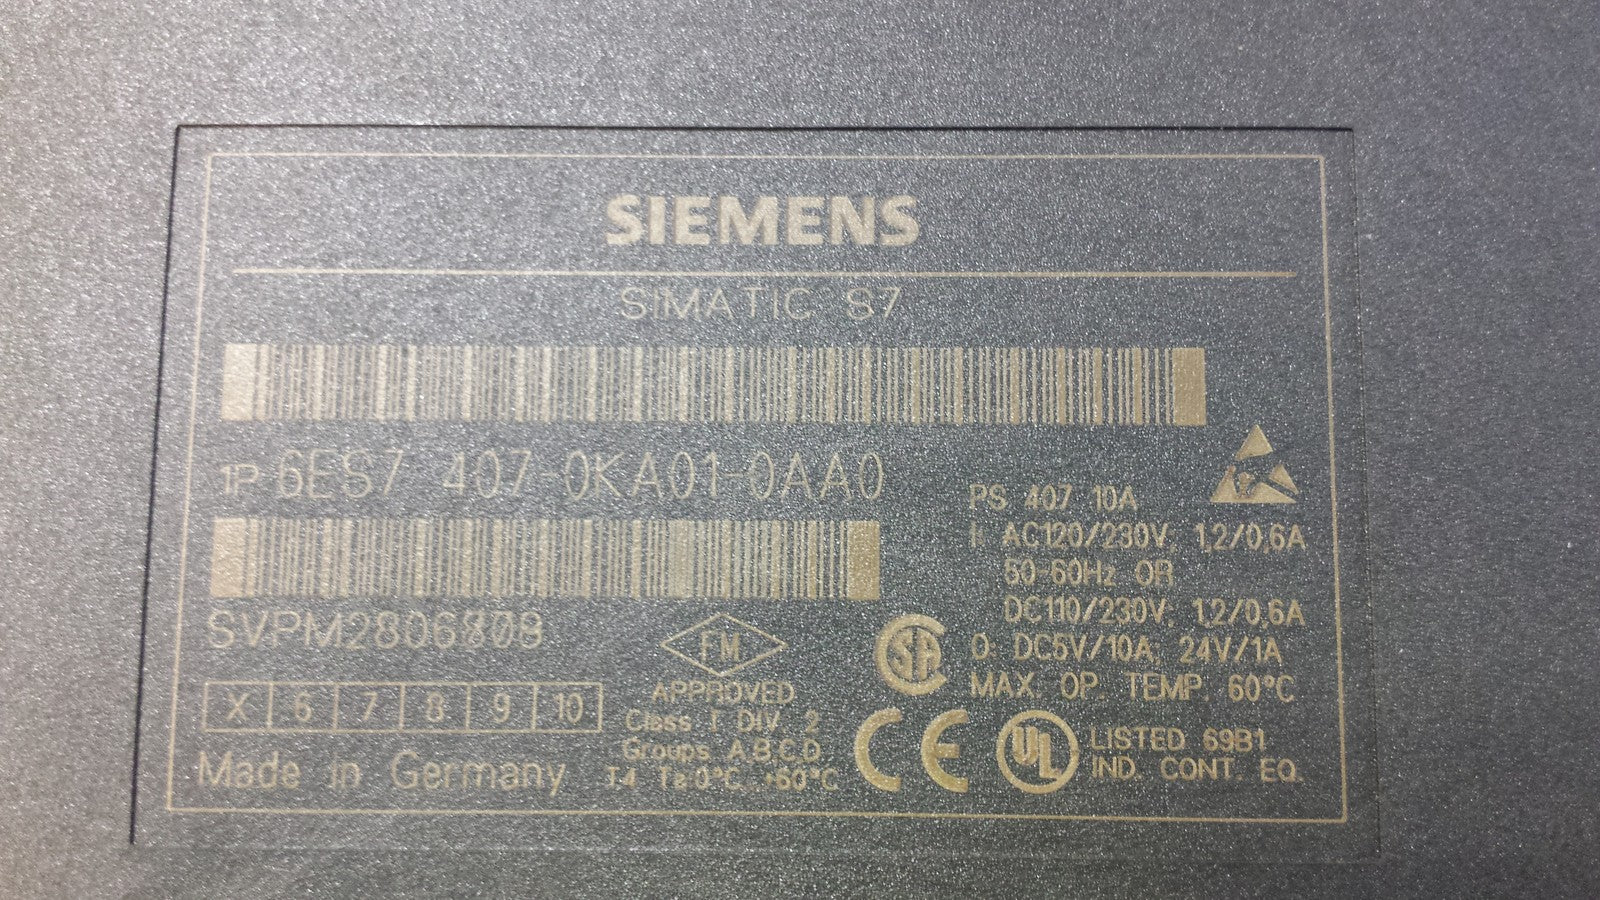 SIEMENS
SIMATIC S7
1P 6ES7 407-0KA01-0AA0
PS 407 10A
I AC120/230V, 1,2/0,6A
50-60Hz OR
DC110/230V, 1,2/0,6A
O: DC5V/10A, 24V/1A
MAX. OP. TEMP. 60°C
SVPM2806808
FM
APPROVED
Class I DIV. 2
Groups A,B,C,D
T4 Ta:0°C..+60°C
X 6 7 8 9 10
Made in Germany
SA
CE
UL
LISTED 69B1
IND. CONT. EQ.